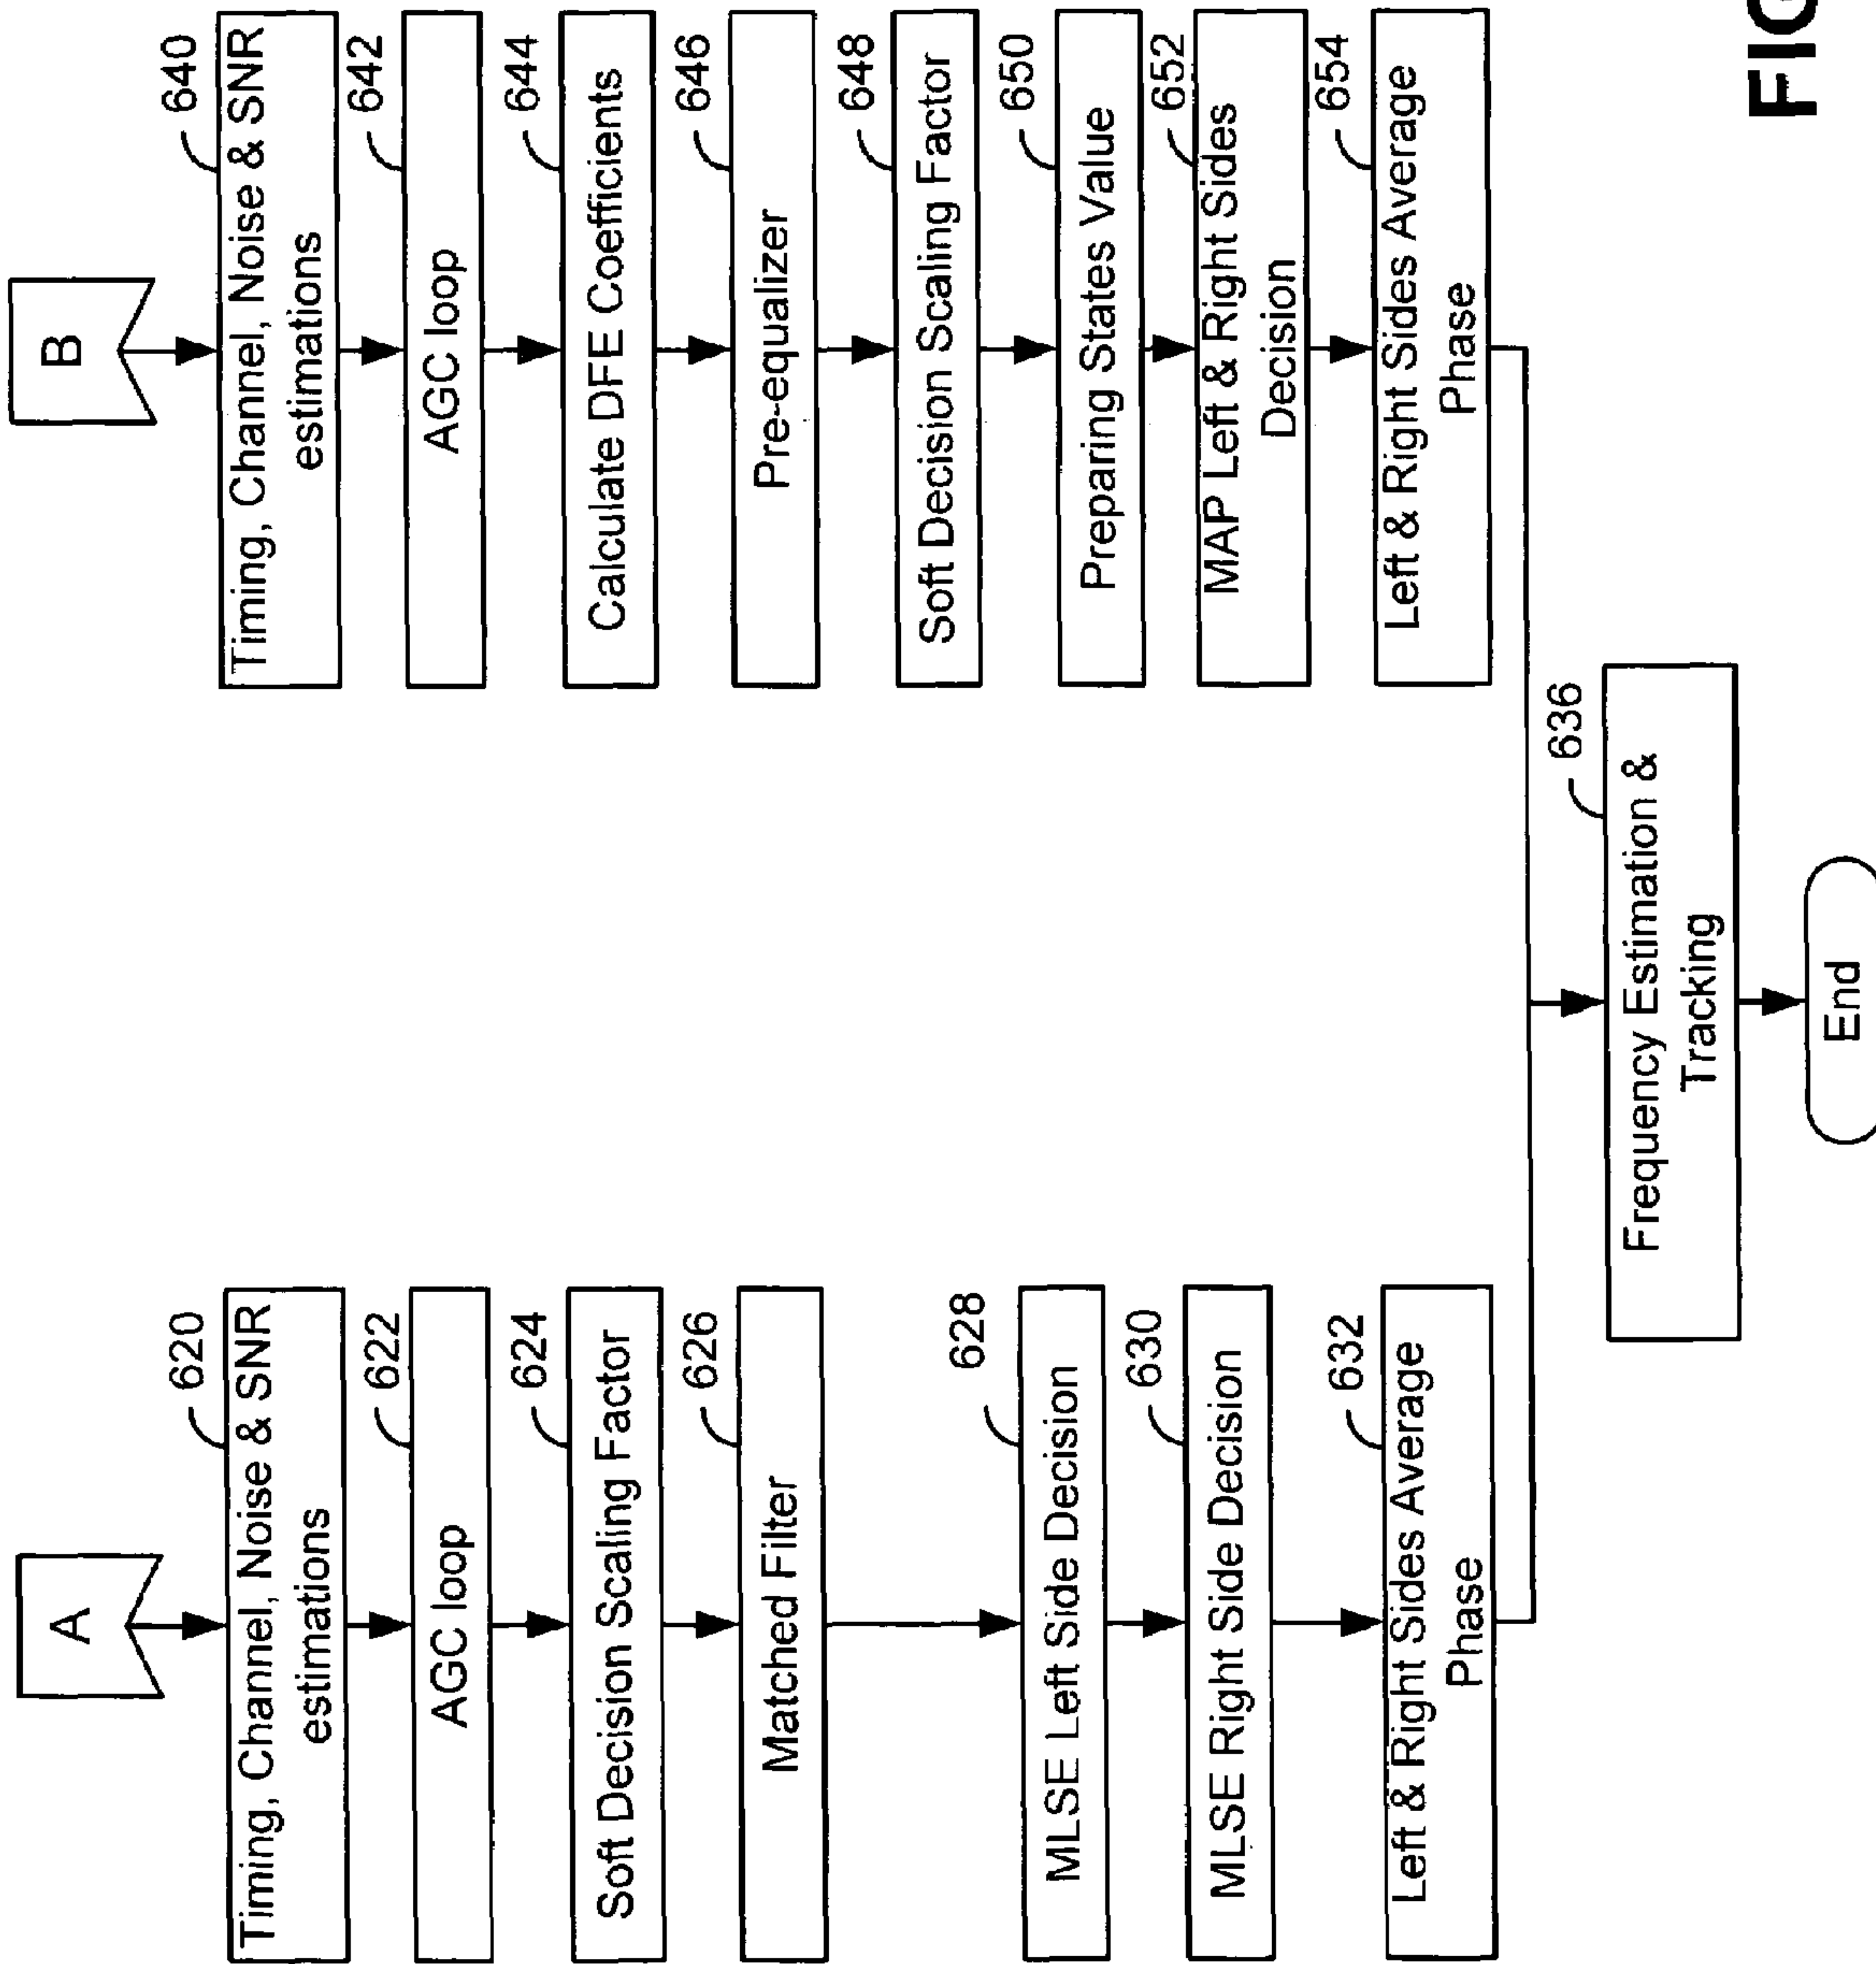 A
620
Timing, Channel, Noise & SNR
estimations
622
AGC loop
624
Soft Decision Scaling Factor
626
Matched Filter
628
MLSE Left Side Decision
630
MLSE Right Side Decision
632
Left & Right Sides Average
Phase
B
640
Timing, Channel, Noise & SNR
estimations
642
AGC loop
644
Calculate DFE Coefficients
646
Pre-equalizer
648
Soft Decision Scaling Factor
650
Preparing States Value
652
MAP Left & Right Sides
Decision
654
Left & Right Sides Average
Phase
636
Frequency Estimation &
Tracking
End